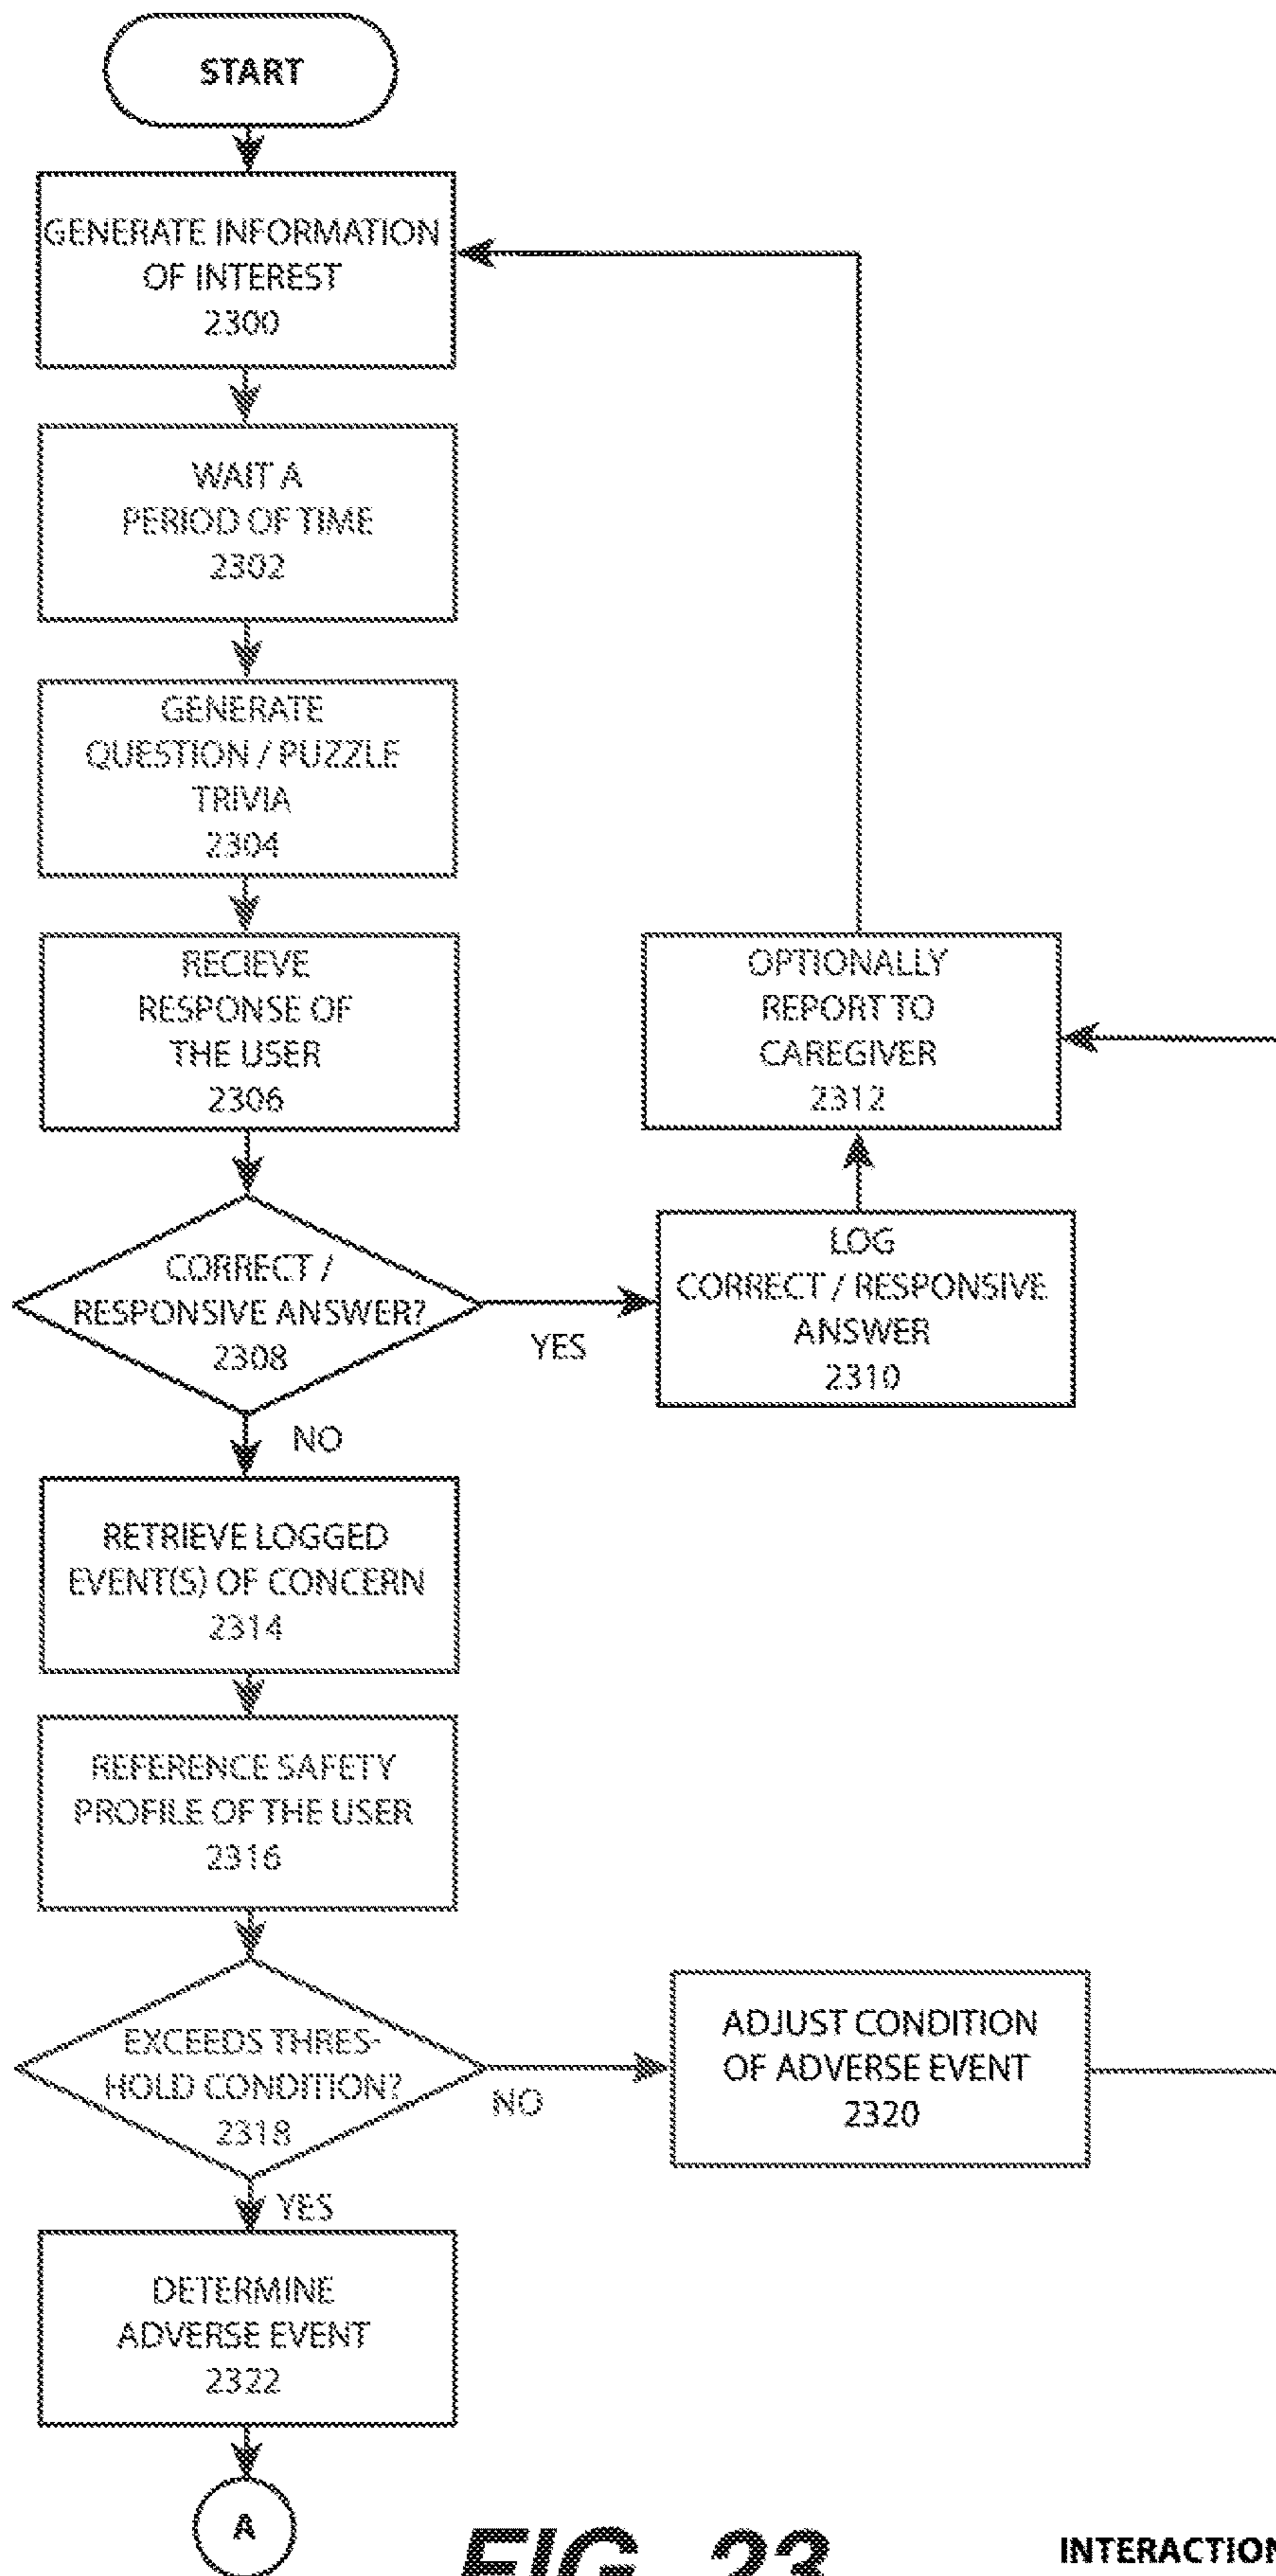 START
GENERATE INFORMATION
OF INTEREST
2300
WAIT A
PERIOD OF TIME
2302
GENERATE
QUESTION / PUZZLE
TRIVIA
2304
RECIEVE
RESPONSE OF
THE USER
2306
OPTIONALLY
REPORT TO
CAREGIVER
2312
CORRECT /
RESPONSIVE ANSWER?
2308
YES
LOG
CORRECT / RESPONSIVE
ANSWER
2310
NO
RETRIEVE LOGGED
EVENT(S) OF CONCERN
2314
REFERENCE SAFETY
PROFILE OF THE USER
2316
EXCEEDS THRES-
HOLD CONDITION?
2318
NO
ADJUST CONDITION
OF ADVERSE EVENT
2320
YES
DETERMINE
ADVERSE EVENT
2322
A
FIG. 23
INTERACTION